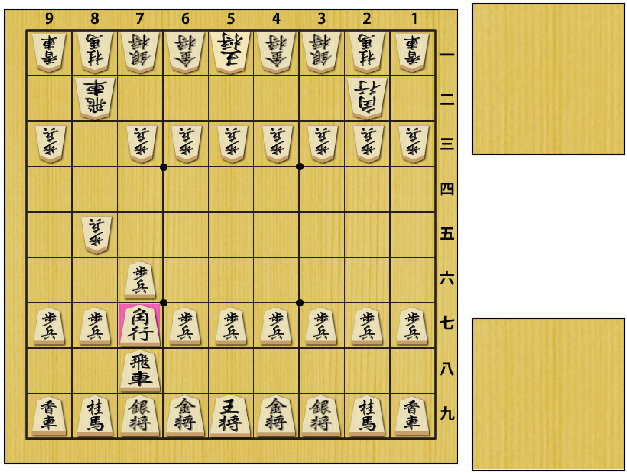 9 8 7 6 5 4 3 2 1
香車 桂馬 銀将 金将 王将 金将 銀将 桂馬 香車 一
飛車 角行 二
歩兵 歩兵 歩兵 歩兵 歩兵 歩兵 歩兵 歩兵 三
四
歩兵 五
歩兵 六
歩兵 歩兵 角行 歩兵 歩兵 歩兵 歩兵 歩兵 歩兵 七
飛車 八
香車 桂馬 銀将 金将 王将 金将 銀将 桂馬 香車 九